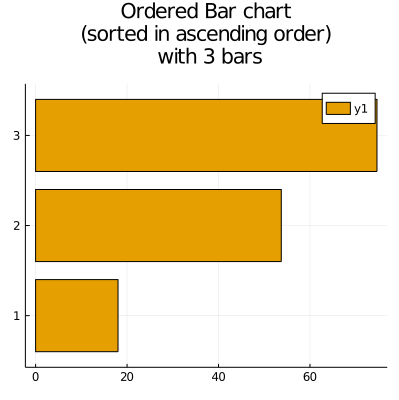 Ordered Bar chart
(sorted in ascending order)
with 3 bars
y1
3
2
1
0 20 40 60